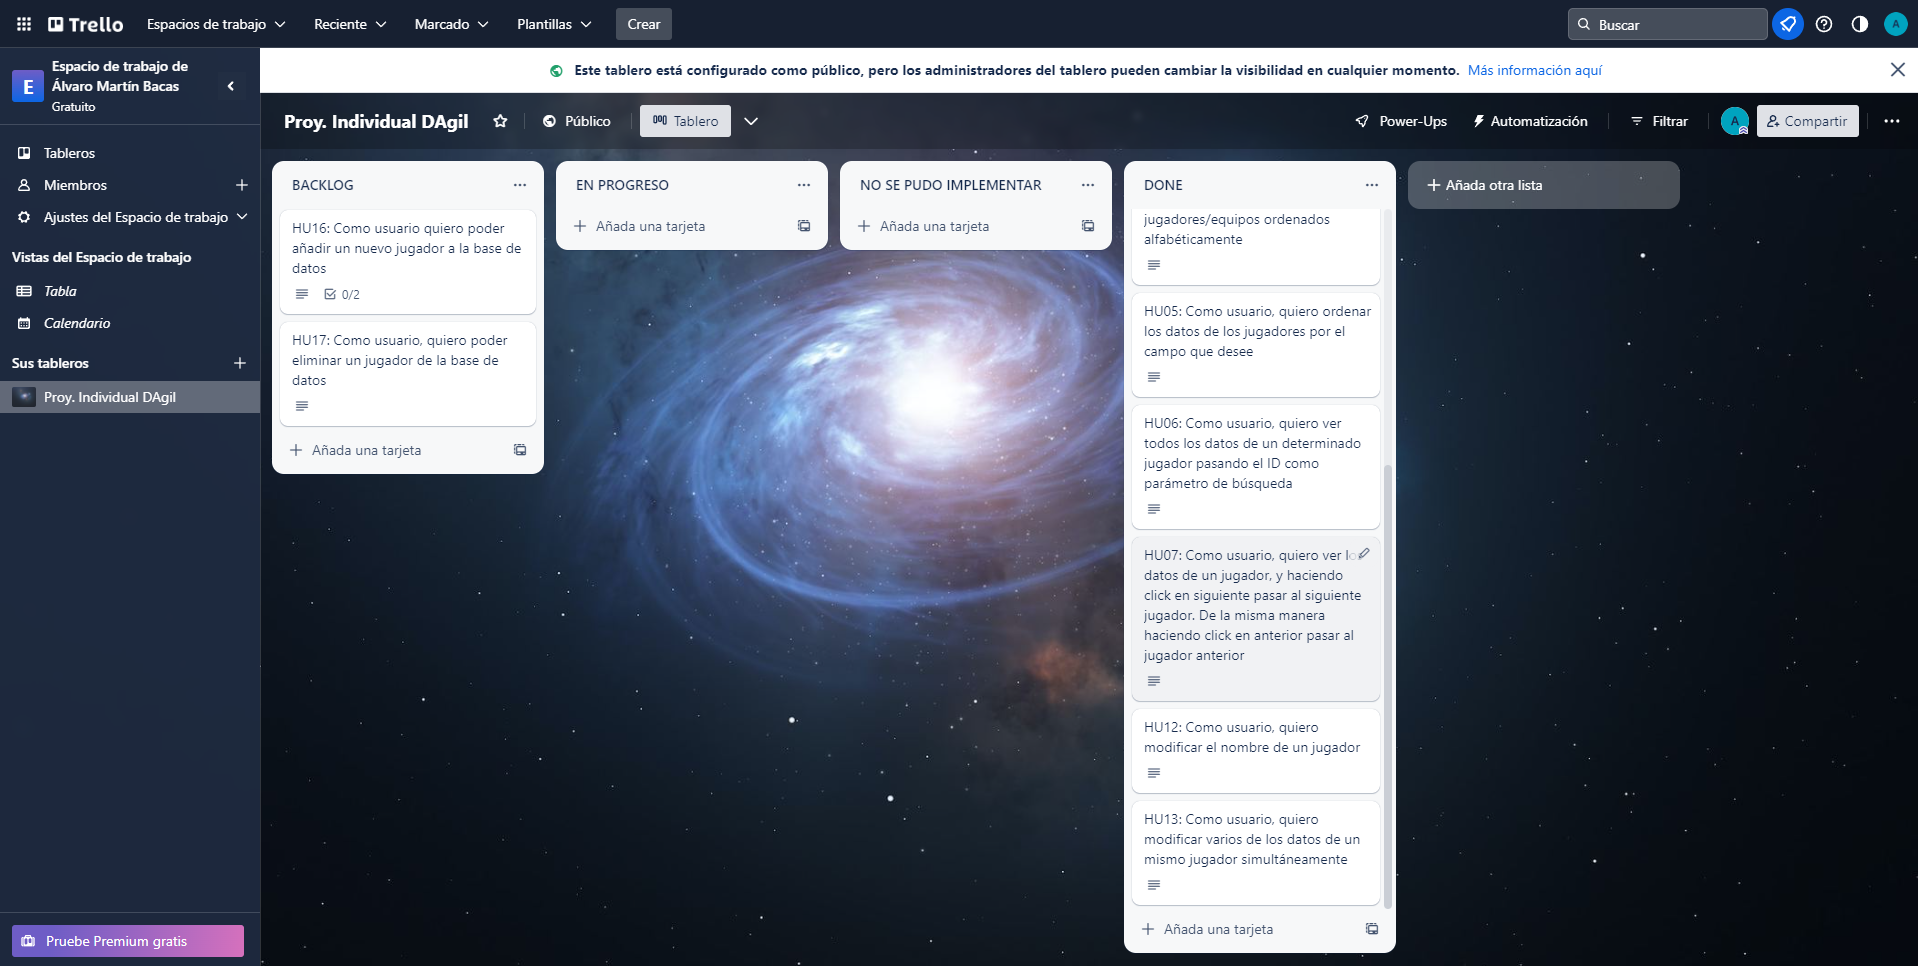 Trello
Espacios de trabajo
Reciente
Marcado
Plantillas
Crear
Buscar
A
E
Espacio de trabajo de
Álvaro Martín Bacas
Gratuito
Este tablero está configurado como público, pero los administradores del tablero pueden cambiar la visibilidad en cualquier momento. Más información aquí
Proy. Individual DAgil
Público
Tablero
Power-Ups
Automatización
Filtrar
A
Compartir
Tableros
Miembros
Ajustes del Espacio de trabajo
Vistas del Espacio de trabajo
Tabla
Calendario
Sus tableros
Proy. Individual DAgil
Pruebe Premium gratis
BACKLOG
HU16: Como usuario quiero poder
añadir un nuevo jugador a la base de
datos
0/2
HU17: Como usuario, quiero poder
eliminar un jugador de la base de
datos
Añada una tarjeta
EN PROGRESO
Añada una tarjeta
NO SE PUDO IMPLEMENTAR
Añada una tarjeta
DONE
jugadores/equipos ordenados
alfabéticamente
HU05: Como usuario, quiero ordenar
los datos de los jugadores por el
campo que desee
HU06: Como usuario, quiero ver
todos los datos de un determinado
jugador pasando el ID como
parámetro de búsqueda
HU07: Como usuario, quiero ver
datos de un jugador, y haciendo
click en siguiente pasar al siguiente
jugador. De la misma manera
haciendo click en anterior pasar al
jugador anterior
HU12: Como usuario, quiero
modificar el nombre de un jugador
HU13: Como usuario, quiero
modificar varios de los datos de un
mismo jugador simultáneamente
Añada una tarjeta
Añada otra lista